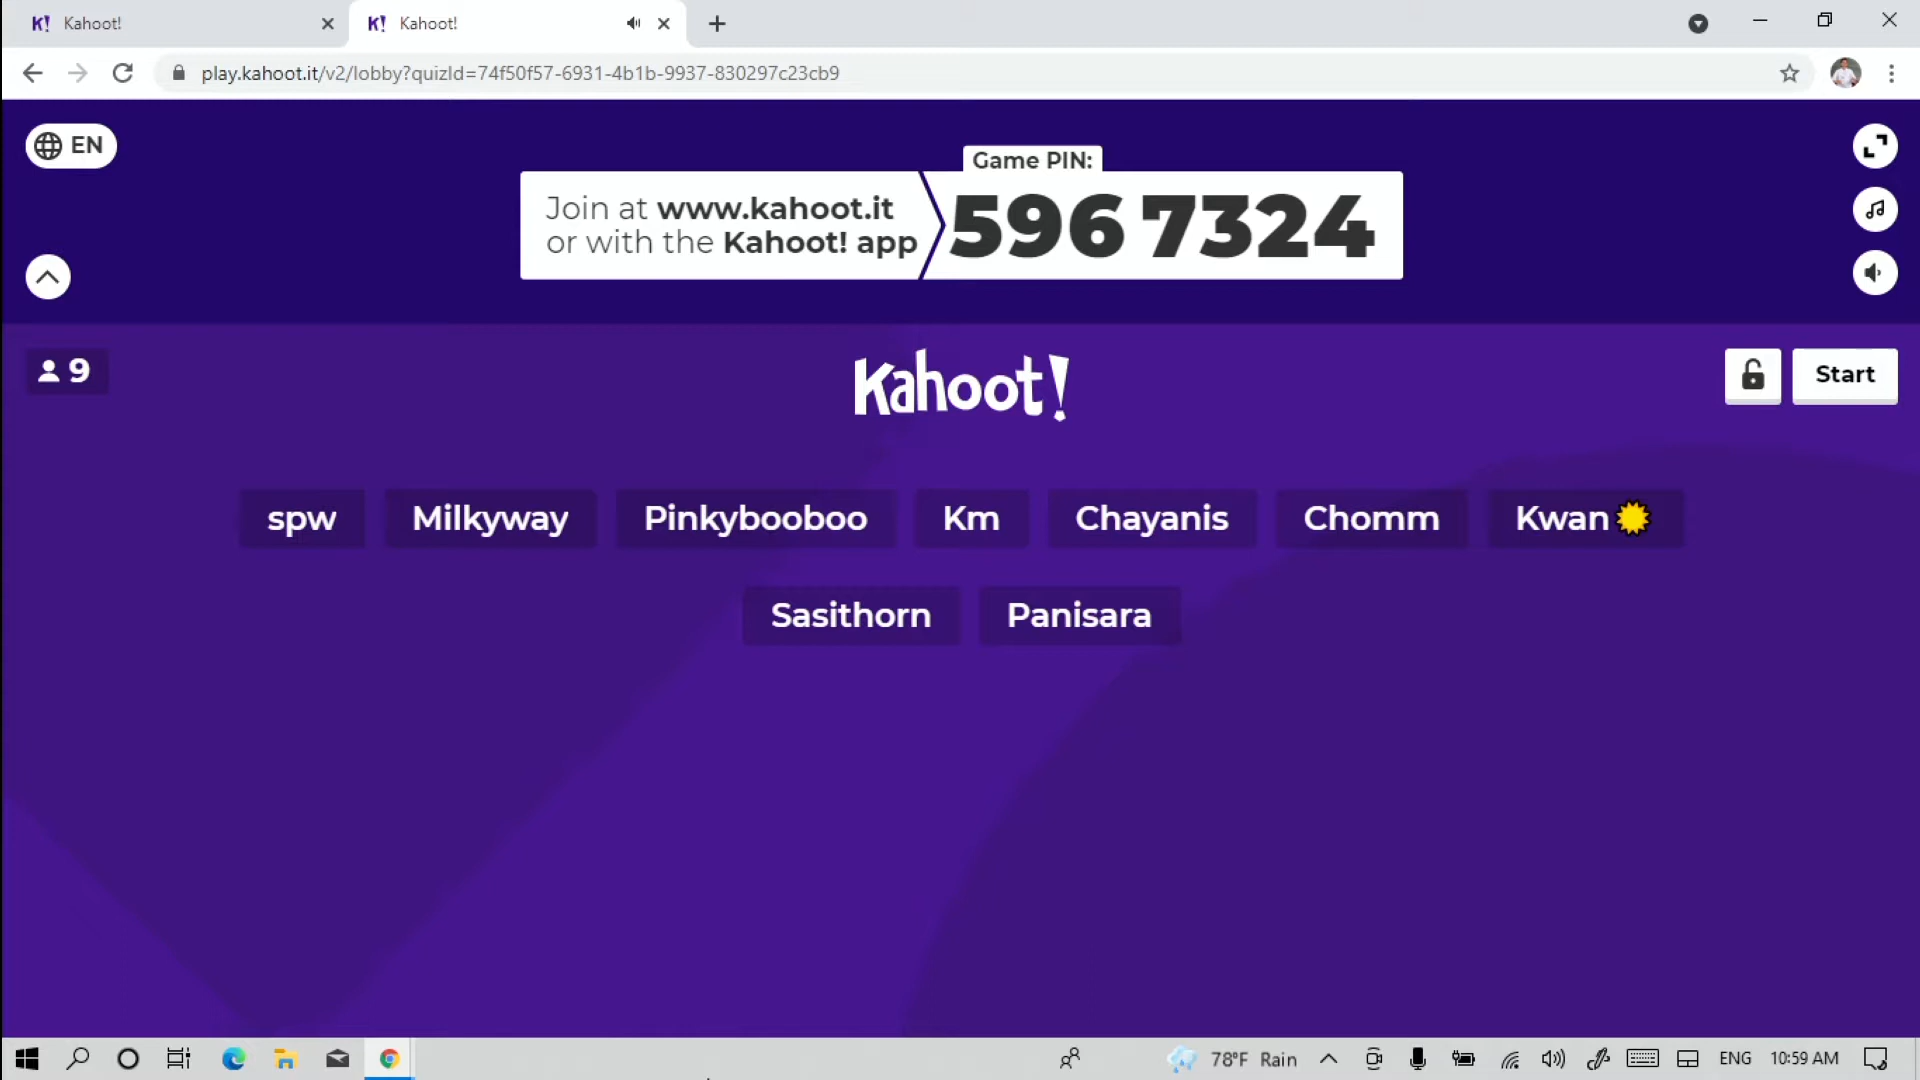 K! Kahoot!
K! Kahoot!
play.kahoot.it/v2/lobby?quizId=74f50f57-6931-4b1b-9937-830297c23cb9
EN
Game PIN:
Join at www.kahoot.it
or with the Kahoot! app
596 7324
9
Kahoot!
Start
spw
Milkyway
Pinkybooboo
Km
Chayanis
Chomm
Kwan
Sasithorn
Panisara
78°F Rain
ENG
10:59 AM